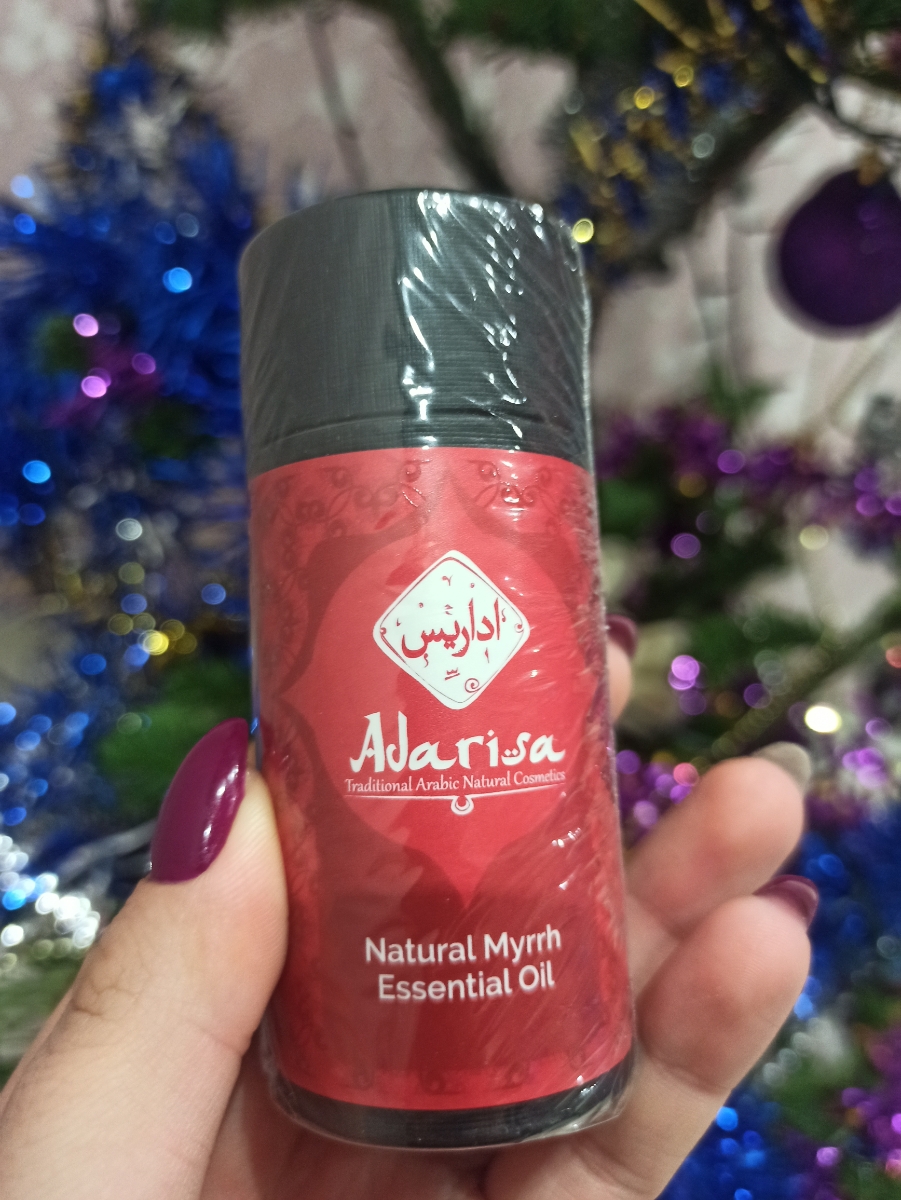 اداريس
Adarisa
Traditional Arabic Natural Cosmetics
Natural Myrrh
Essential Oil